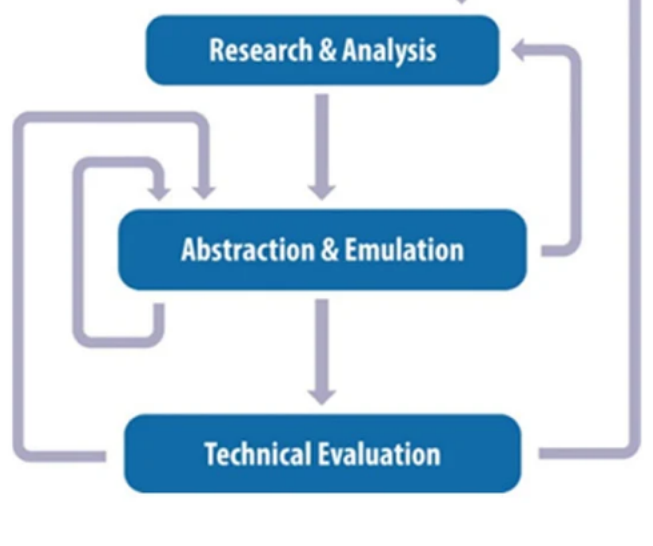 Research & Analysis
Abstraction & Emulation
Technical Evaluation